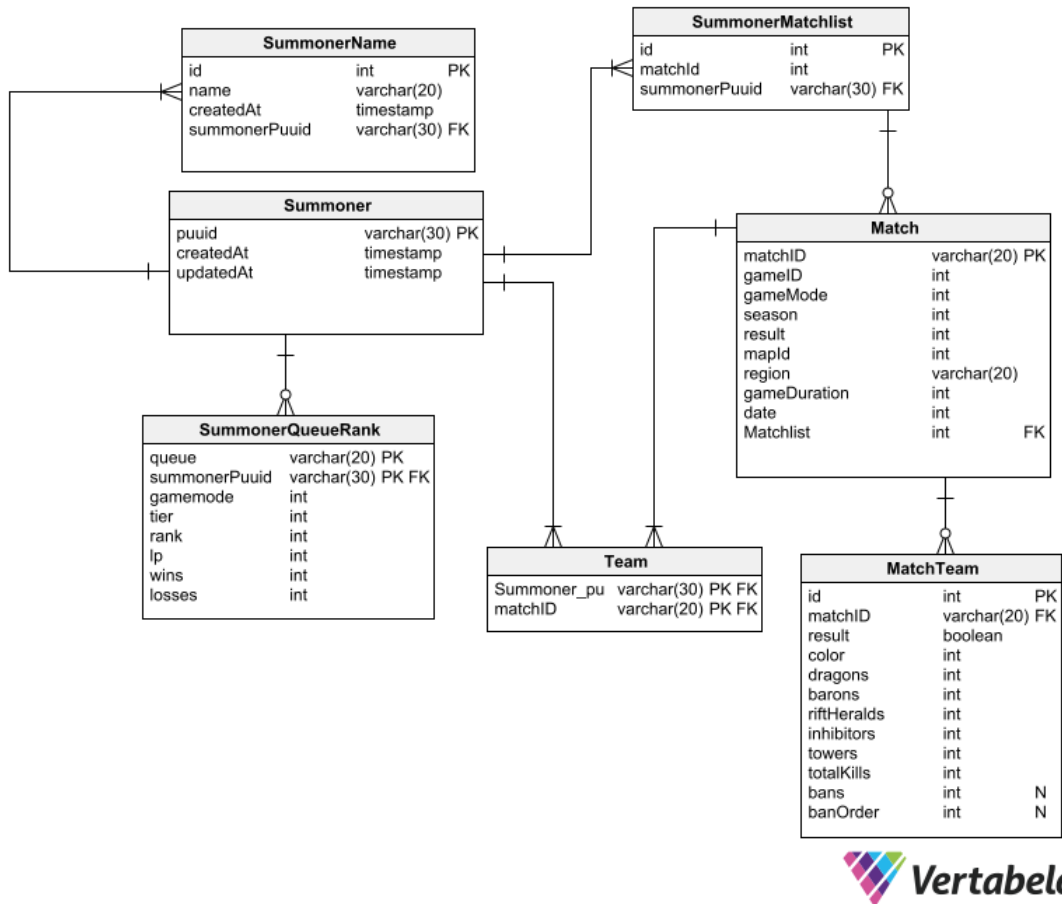 SummonerMatchlist
id int PK
matchId int
summonerPuuid varchar(30) FK
SummonerName
id int PK
name varchar(20)
createdAt timestamp
summonerPuuid varchar(30) FK
Summoner
puuid varchar(30) PK
createdAt timestamp
updatedAt timestamp
Match
matchID varchar(20) PK
gameID int
gameMode int
season int
result int
mapId int
region varchar(20)
gameDuration int
date int
Matchlist int FK
SummonerQueueRank
queue varchar(20) PK
summonerPuuid varchar(30) PK FK
gamemode int
tier int
rank int
lp int
wins int
losses int
Team
Summoner_pu varchar(30) PK FK
matchID varchar(20) PK FK
MatchTeam
id int PK
matchID varchar(20) FK
result boolean
color int
dragons int
barons int
riftHeralds int
inhibitors int
towers int
totalKills int
bans int N
banOrder int N
Vertabelo